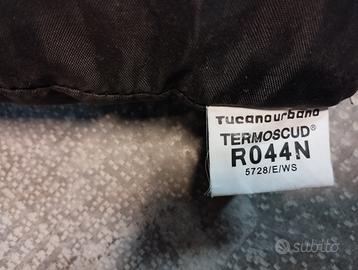 Tucanourbano
TERMOSCUD®
R044N
5728/E/WS
subito